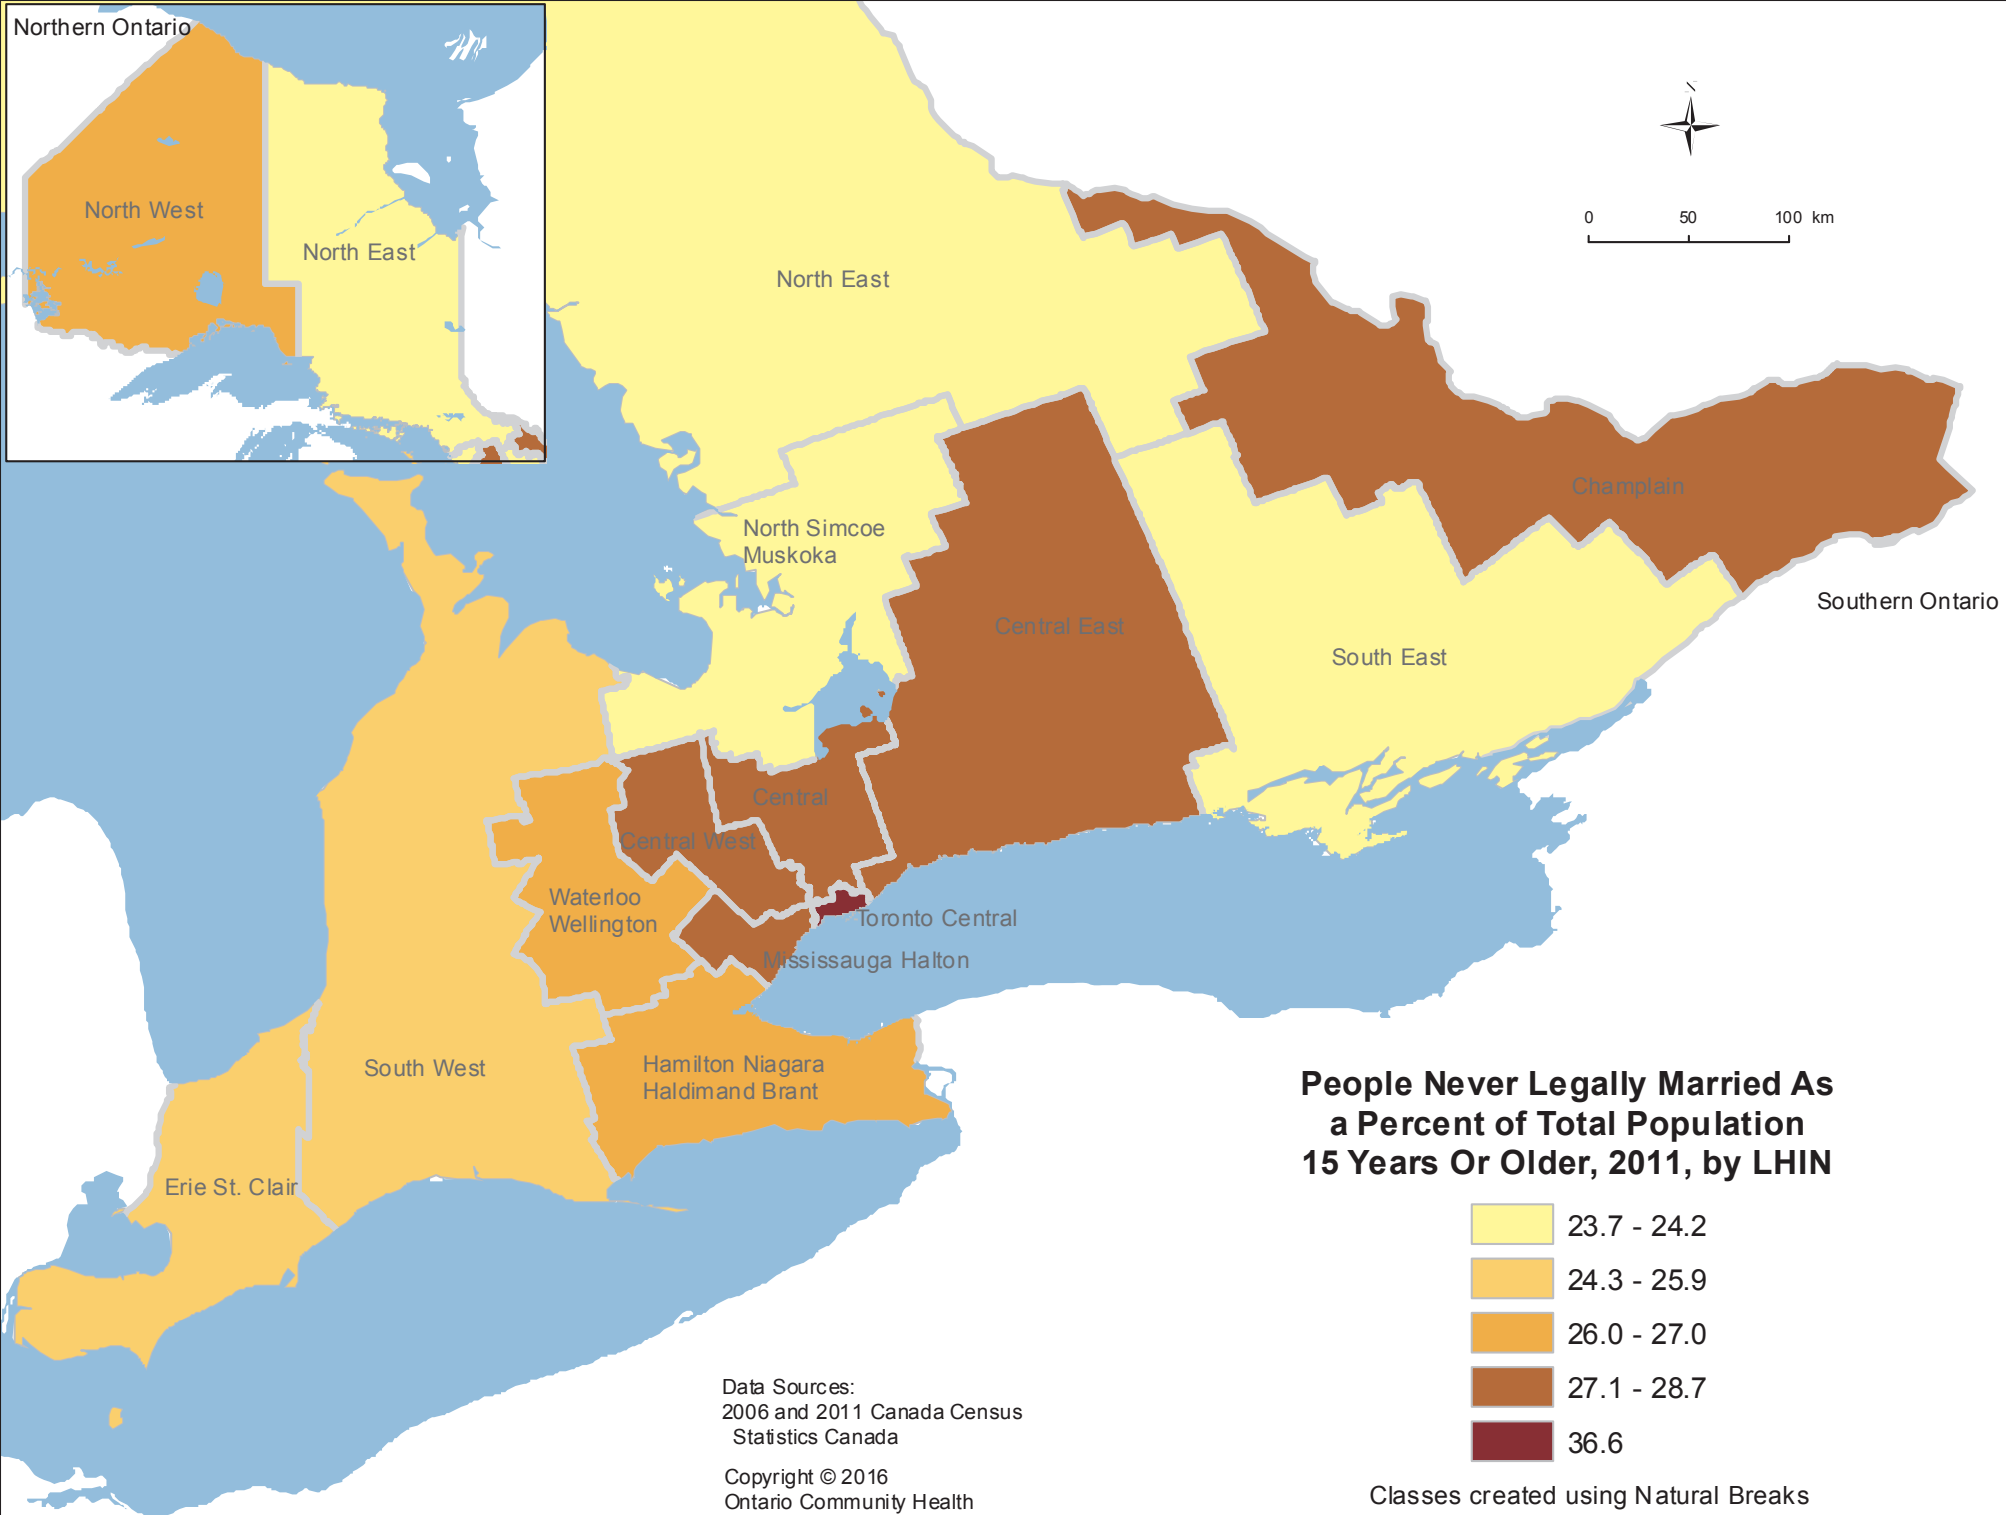 Northern Ontario
N
0 50 100 km
North West
North East
North East
Champlain
North Simcoe
Muskoka
Southern Ontario
Central East
South East
Central
Central West
Waterloo
Wellington
Toronto Central
Mississauga Halton
South West
Hamilton Niagara
Haldimand Brant
Erie St. Clair
People Never Legally Married As
a Percent of Total Population
15 Years Or Older, 2011, by LHIN
23.7 - 24.2
24.3 - 25.9
26.0 - 27.0
27.1 - 28.7
36.6
Classes created using Natural Breaks
Data Sources:
2006 and 2011 Canada Census
Statistics Canada
Copyright © 2016
Ontario Community Health